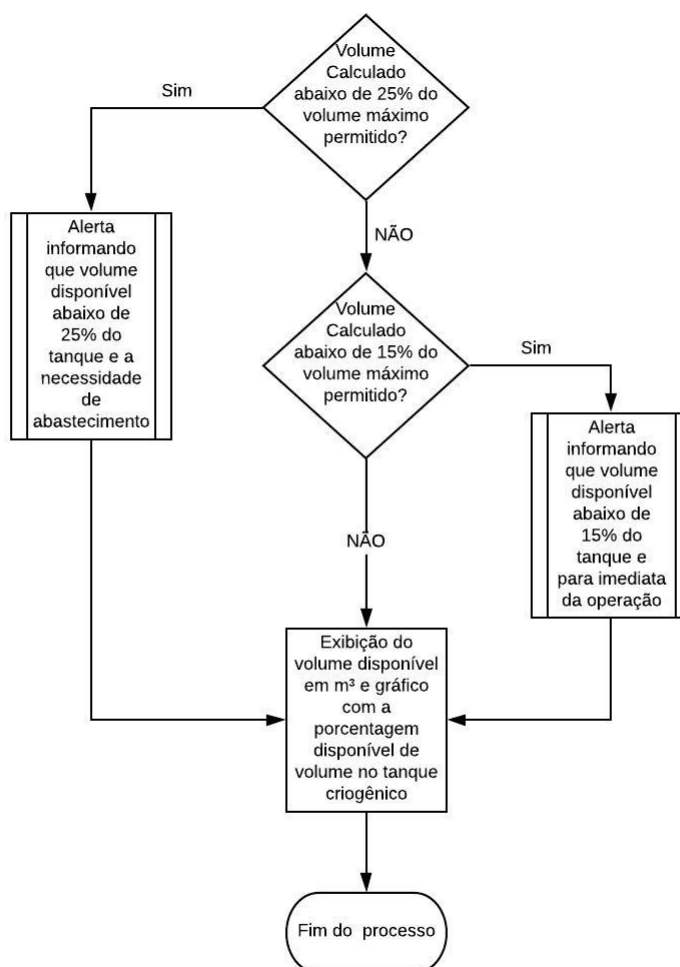 Volume
Calculado
abaixo de 25% do
volume máximo
permitido?
Sim
Alerta
informando
que volume
disponível
abaixo de
25% do
tanque e a
necessidade
de
abastecimento
NÃO
Volume
Calculado
abaixo de 15% do
volume máximo
permitido?
Sim
Alerta
informando
que volume
disponível
abaixo de
15% do
tanque e
para imediata
da operação
NÃO
Exibição do
volume disponível
em m³ e gráfico
com a
porcentagem
disponível de
volume no tanque
criogênico
Fim do processo